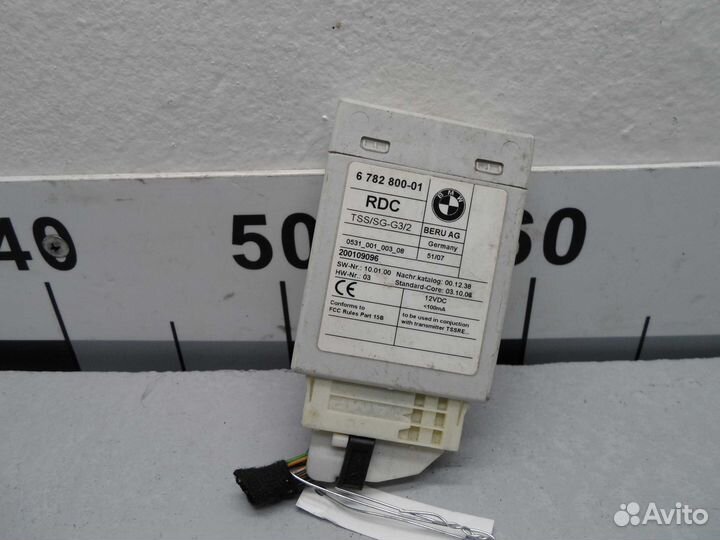 40
50
60
6 782 800-01
RDC
TSS/SG-G3/2
BMW
BERU AG
Germany
51/07
0531_001_003_08
200109096
SW-Nr.: 10.01.00 Nachr.katalog: 00.12.38
HW-Nr.: 03 Standard-Core: 03.10.06
CE
12VDC
<100mA
Conforms to
FCC Rules Part 15B
to be used in conjuction
with transmitter TSSRE...
Avito